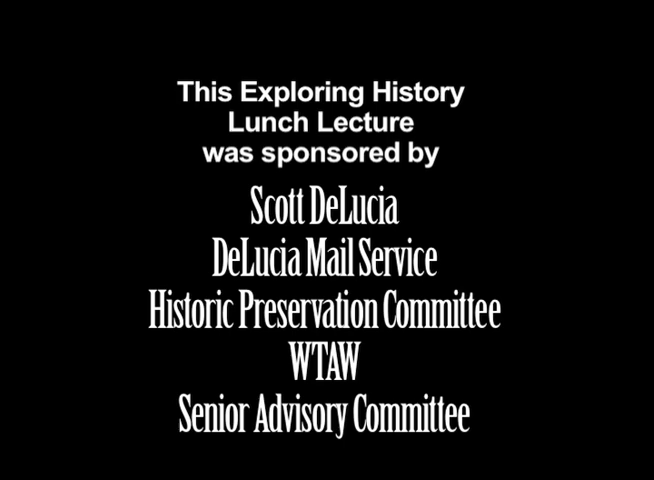 This Exploring History
Lunch Lecture
was sponsored by
Scott DeLucia
DeLucia Mail Service
Historic Preservation Committee
WTAW
Senior Advisory Committee